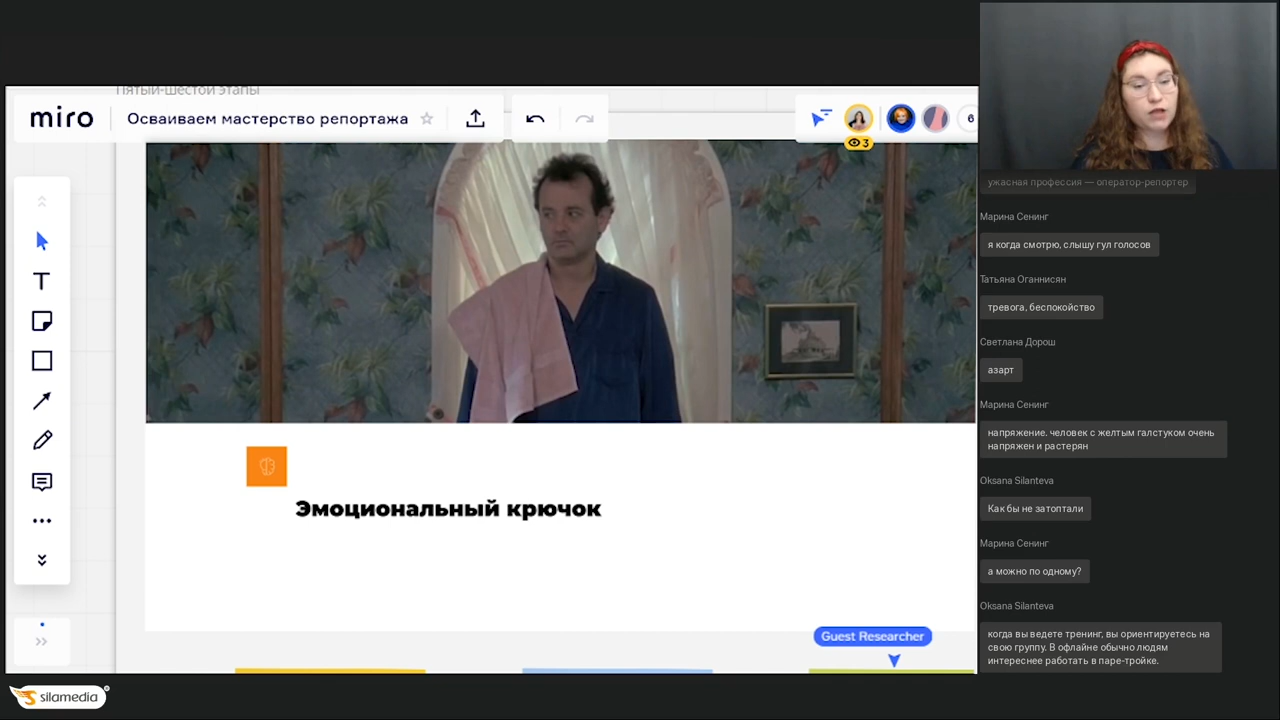 Пятый-шестой этапы
miro
Осваиваем мастерство репортажа
6
3
T
Эмоциональный крючок
Guest Researcher
silamedia
ужасная профессия — оператор-репортер
Марина Сенинг
я когда смотрю, слышу гул голосов
Татьяна Оганнисян
тревога, беспокойство
Светлана Дорош
азарт
Марина Сенинг
напряжение. человек с желтым галстуком очень
напряжен и растерян
Oksana Silanteva
Как бы не затоптали
Марина Сенинг
а можно по одному?
Oksana Silanteva
когда вы ведете тренинг, вы ориентируетесь на
свою группу. В офлайне обычно людям
интереснее работать в паре-тройке.